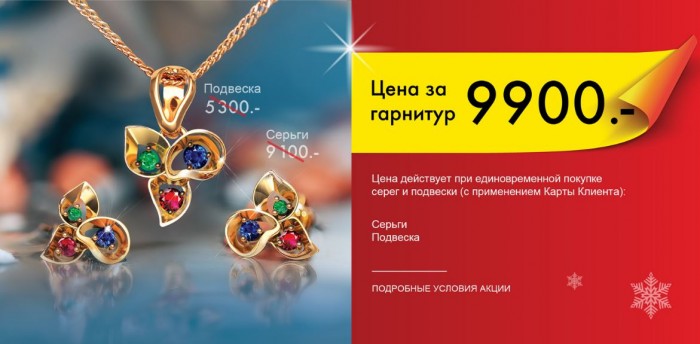 Подвеска
5300.-
Серьги
9100.-
Цена за
гарнитур
9900.-
Цена действует при единовременной покупке
серег и подвески (с применением Карты Клиента):
Серьги
Подвеска
ПОДРОБНЫЕ УСЛОВИЯ АКЦИИ